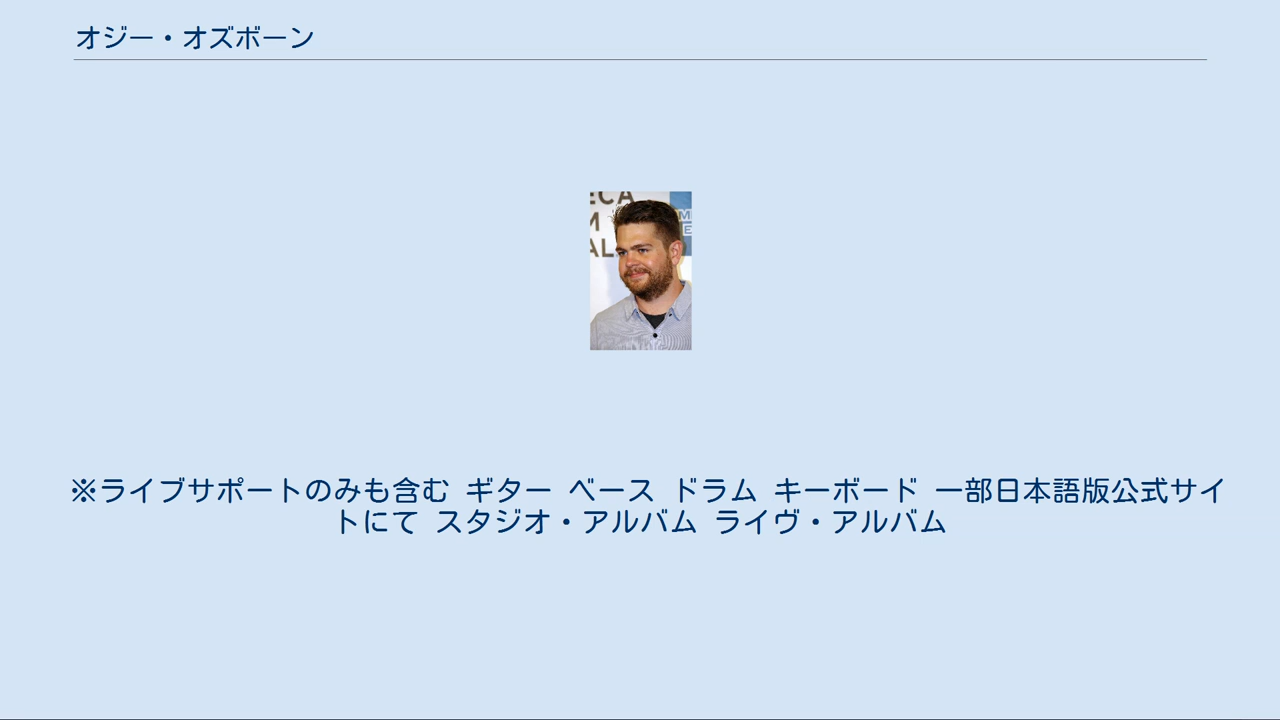 オジー・オズボーン
ECA
M
AL
M
E
※ライブサポートのみも含む ギター ベース ドラム キーボード 一部日本語版公式サイ
トにて スタジオ・アルバム ライヴ・アルバム